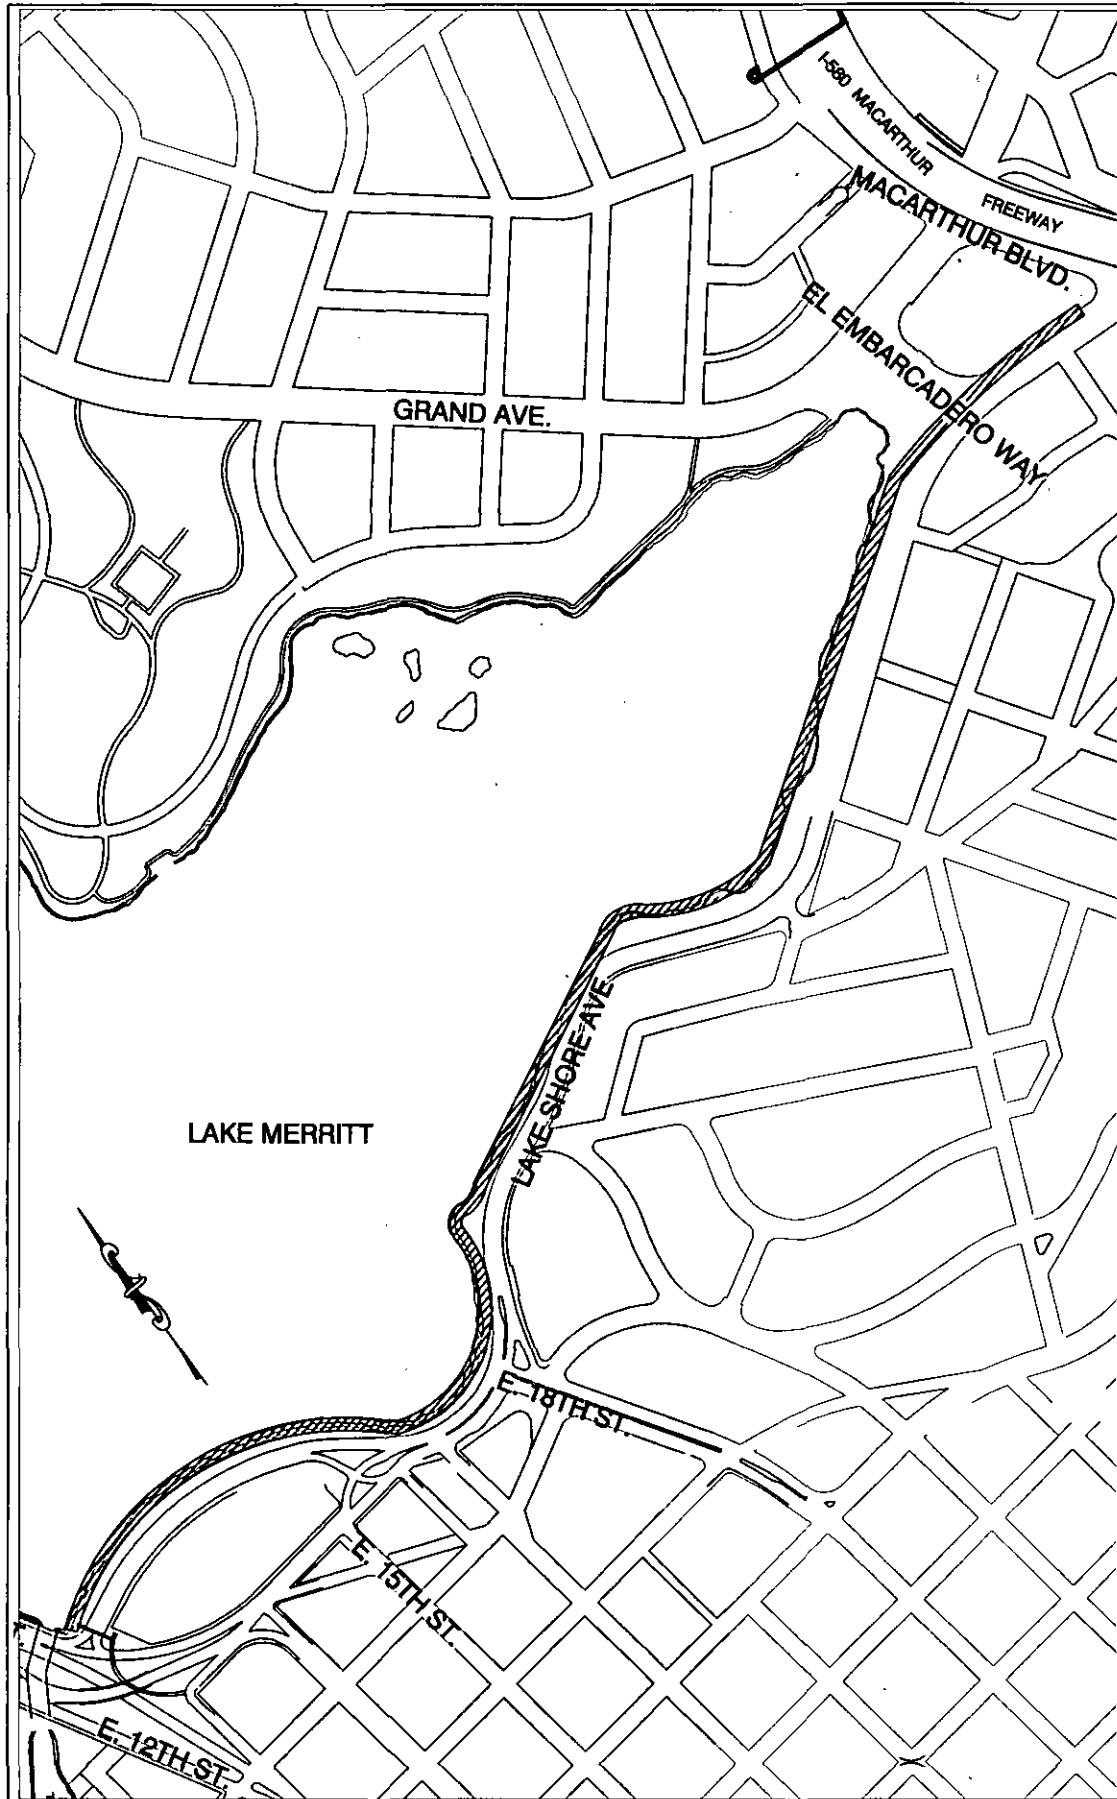 I-580 MACARTHUR FREEWAY
MACARTHUR BLVD.
EL EMBARCADERO WAY
GRAND AVE.
LAKE SHORE AVE
LAKE MERRITT
E. 18TH ST.
E. 15TH ST.
E. 12TH ST.